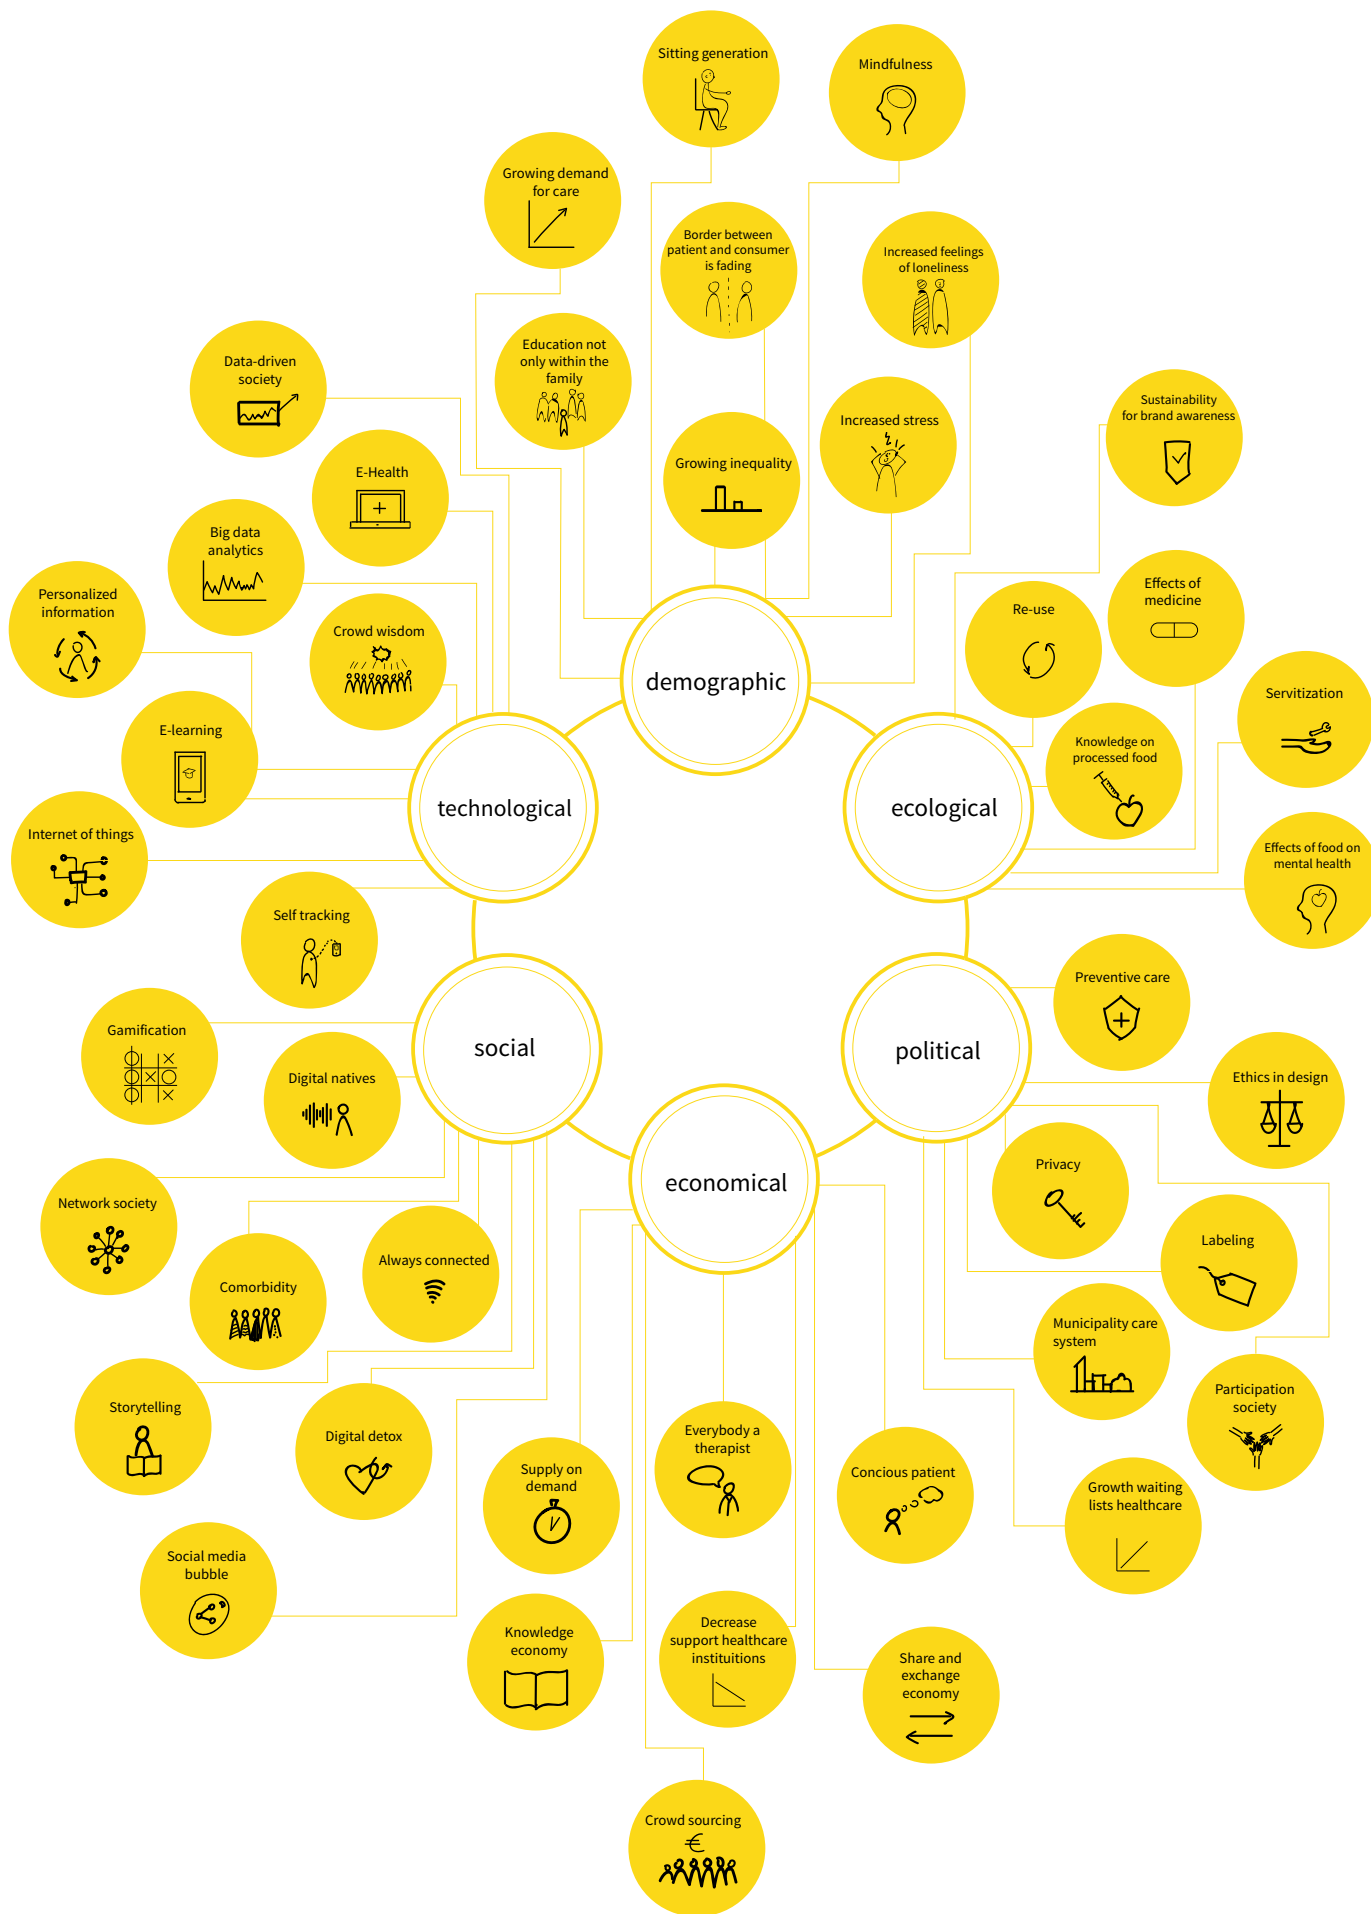 Sitting generation
Mindfulness
Growing demand
for care
Border between
patient and consumer
is fading
Increased feelings
of loneliness
Education not
only within the
family
Data-driven
society
Increased stress
Sustainability
for brand awareness
Growing inequality
E-Health
Big data
analytics
Personalized
information
Crowd wisdom
Re-use
Effects of
medicine
demographic
Servitization
E-learning
Knowledge on
processed food
technological
ecological
Internet of things
Effects of food on
mental health
Self tracking
Preventive care
Gamification
social
political
Digital natives
Ethics in design
Privacy
economical
Network society
Labeling
Always connected
Comorbidity
Municipality care
system
Storytelling
Participation
society
Digital detox
Everybody a
therapist
Supply on
demand
Concious patient
Growth waiting
lists healthcare
Social media
bubble
Knowledge
economy
Decrease
support healthcare
instituitions
Share and
exchange
economy
Crowd sourcing
€